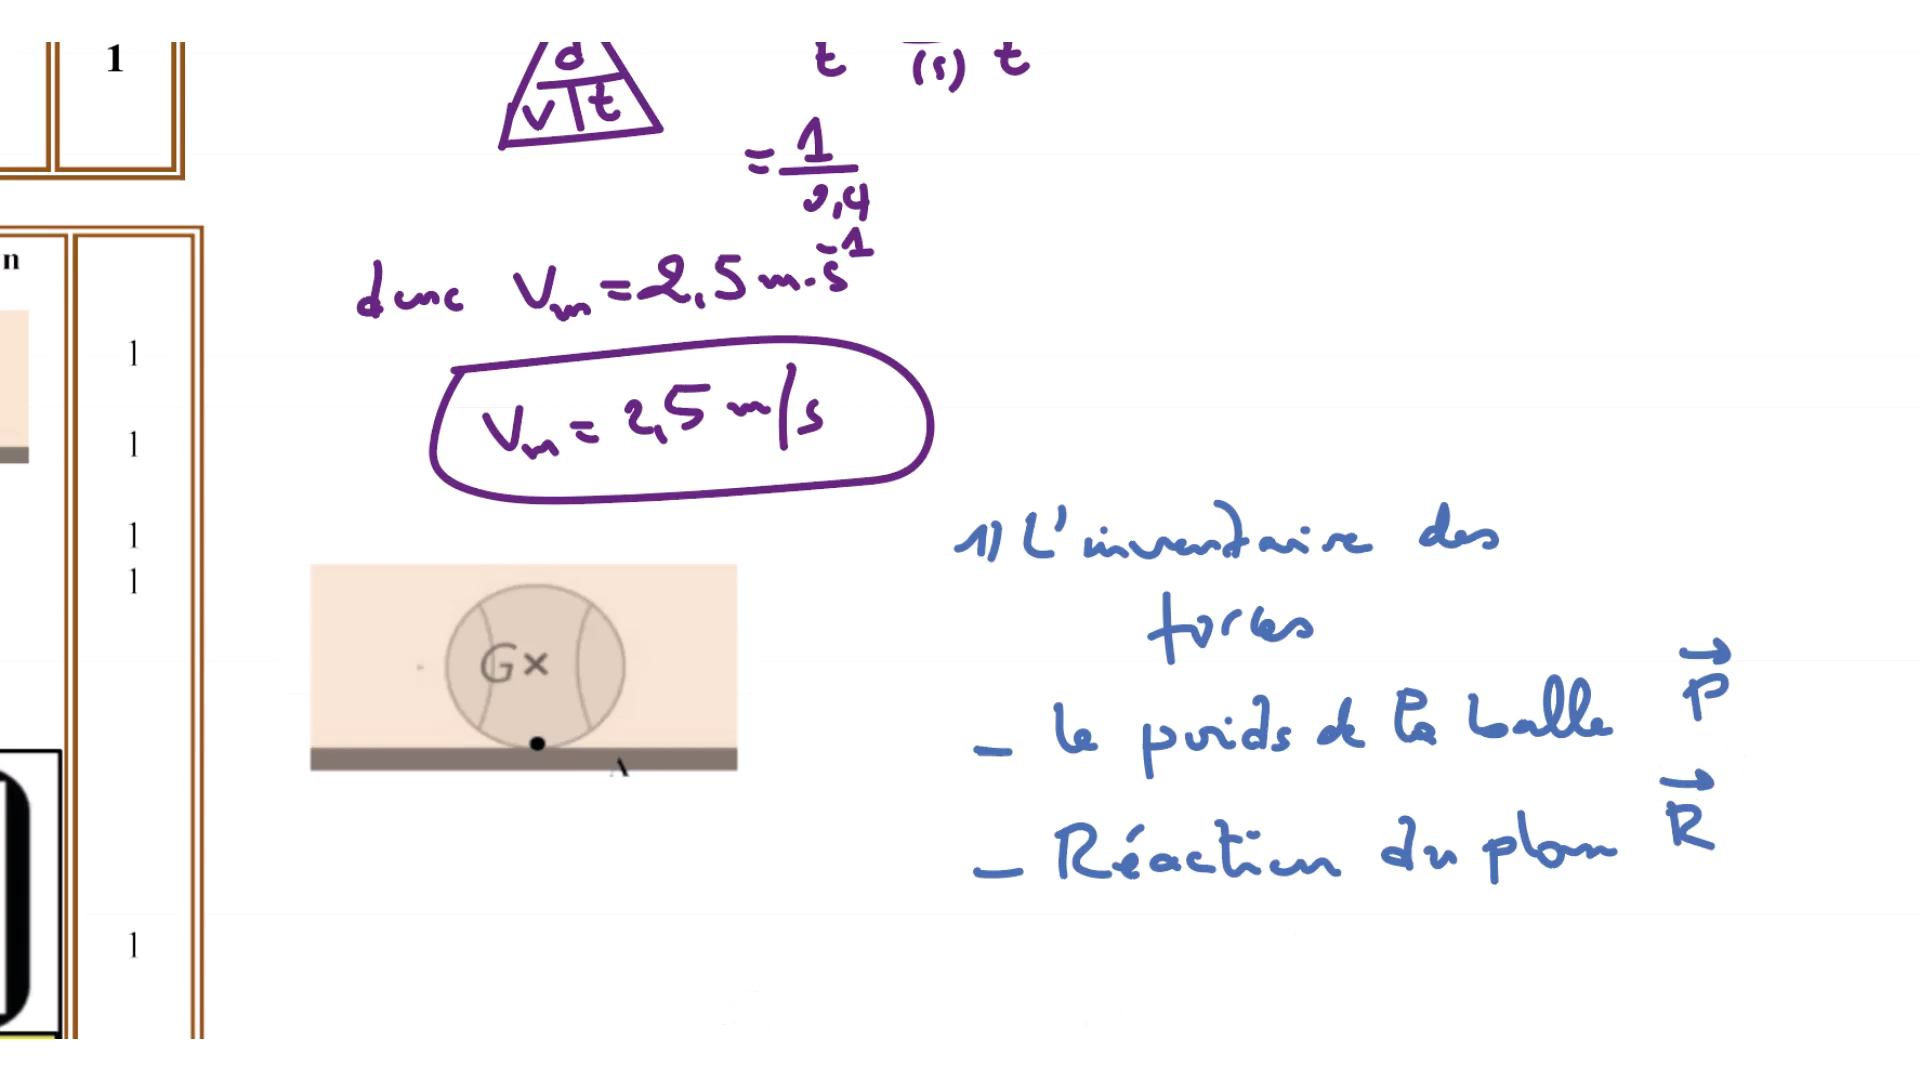 1
d
V t
t (s) t
= 1
0,4
donc Vm = 2,5 m.s-1
Vm = 2,5 m/s
n
1
1
1
1
1
G×
A
1) L'inventaire des
forces
- le poids de la balle P
- Réaction du plan R